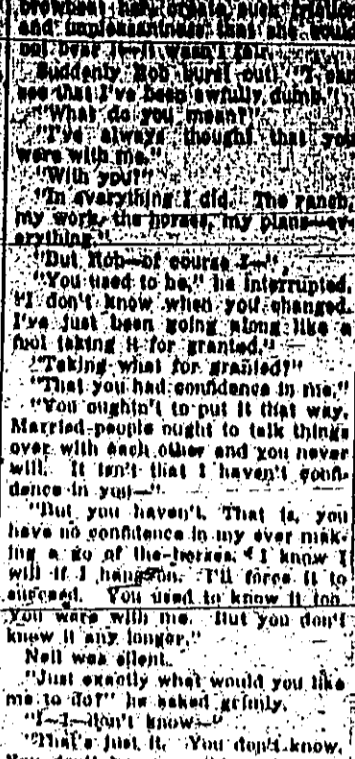 and unpleasantness that she could
not bear it—it wasn't fair.
Suddenly Rob burst out: "I can
see that I've been awfully dumb."
"What do you mean?"
"I've always thought that you
were with me."
"With you?"
"In everything I did. The ranch,
my work, the horses, my plans—ev-
erything."
"But Rob—of course I—"
"You used to be," he interrupted.
"I don't know when you changed.
I've just been going along like a
fool taking it for granted."
"Taking what for granted?"
"That you had confidence in me."
"You oughtn't to put it that way.
Married people ought to talk things
over with each other and you never
will. It isn't that I haven't confi-
dence in you—"
"But you haven't. That is, you
have no confidence in my ever mak-
ing a go of the horses. I know I
will if I hang on. I'll force it to
succeed. You used to know it too.
You were with me. But you don't
know it any longer."
Nell was silent.
"Just exactly what would you like
me to do?" he asked grimly.
"I—I—don't know—"
"That's just it. You don't know.